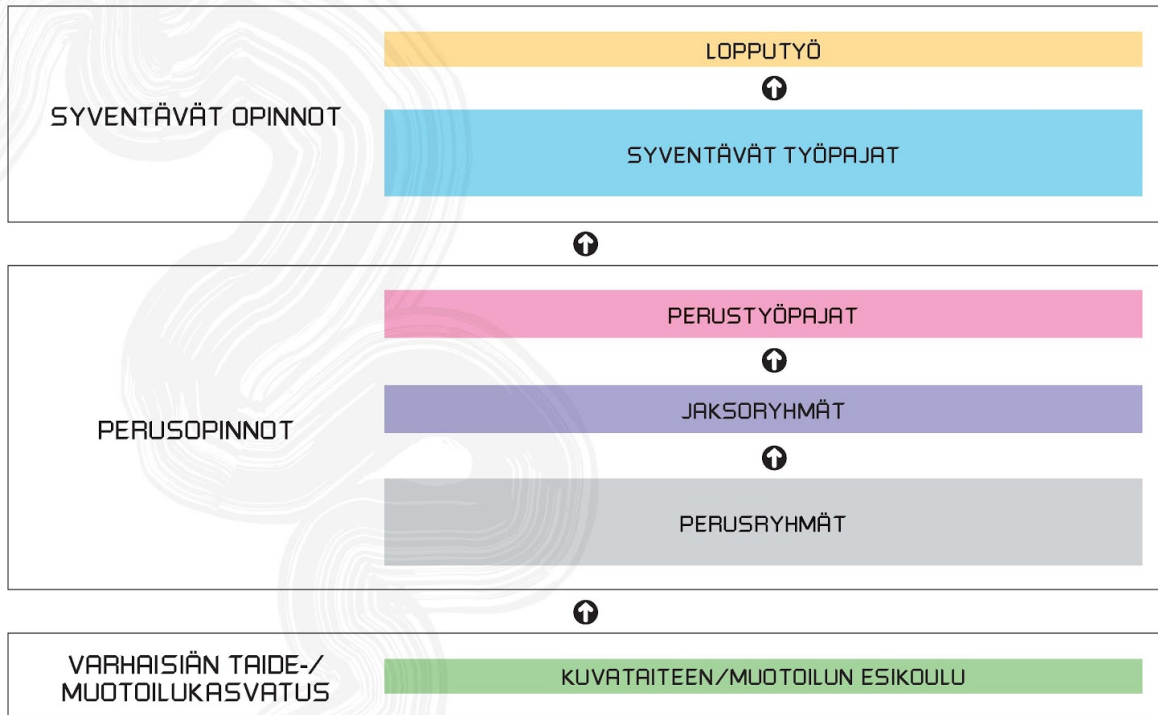 LOPPUTYÖ
SYVENTÄVÄT OPINNOT
SYVENTÄVÄT TYÖPAJAT
PERUSTYÖPAJAT
JAKSORYHMÄT
PERUSOPINNOT
PERUSRYHMÄT
VARHAISIÄN TAIDE-/
MUOTOILUKASVATUS
KUVATAITEEN/MUOTOILUN ESIKOULU